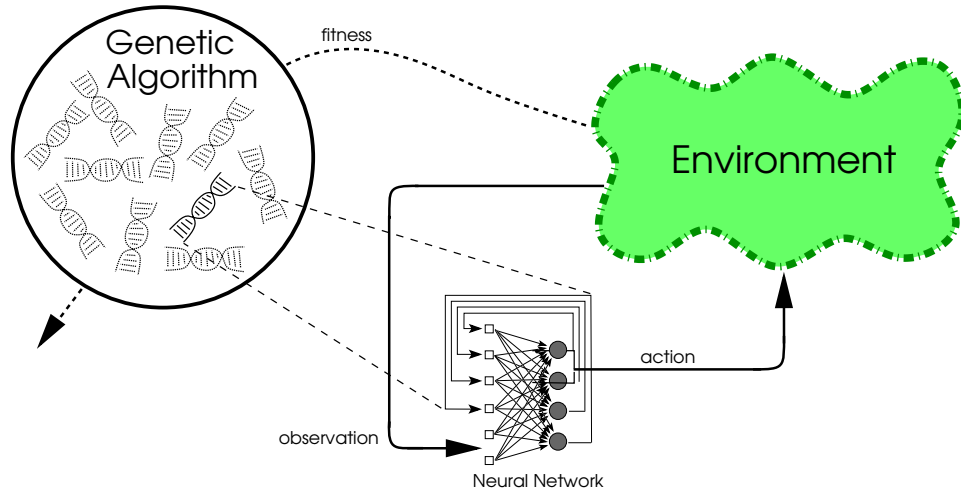 Genetic
Algorithm
fitness
Environment
action
observation
Neural Network